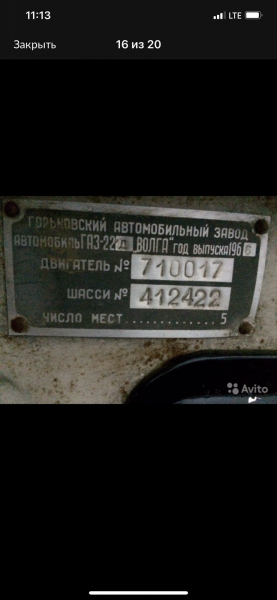 11:13
LTE
Закрыть
16 из 20
ГОРЬКОВСКИЙ АВТОМОБИЛЬНЫЙ ЗАВОД
АВТОМОБИЛЬ ГАЗ-22 Д „ВОЛГА" ГОД ВЫПУСКА 196 6
ДВИГАТЕЛЬ № 710017
ШАССИ № 412422
ЧИСЛО МЕСТ............5
Avito